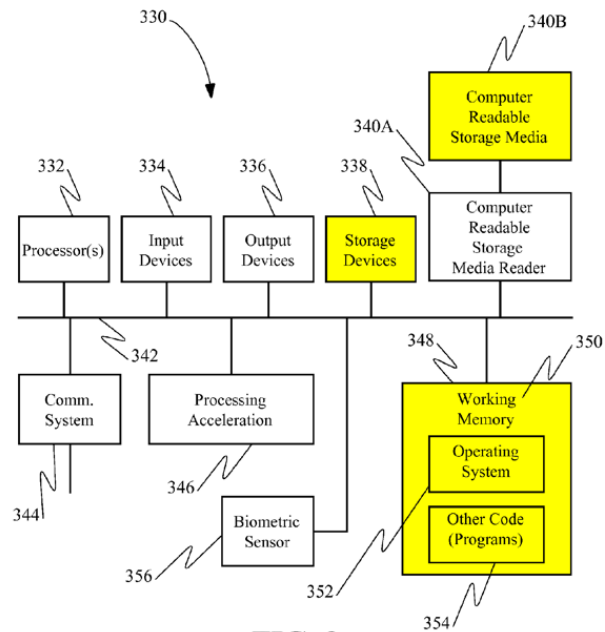 330
340B
Computer
Readable
Storage Media
340A
332
334
336
338
Processor(s)
Input
Devices
Output
Devices
Storage
Devices
Computer
Readable
Storage
Media Reader
342
348
350
Comm.
System
Processing
Acceleration
Working
Memory
Operating
System
Other Code
(Programs)
344
346
Biometric
Sensor
356
352
354